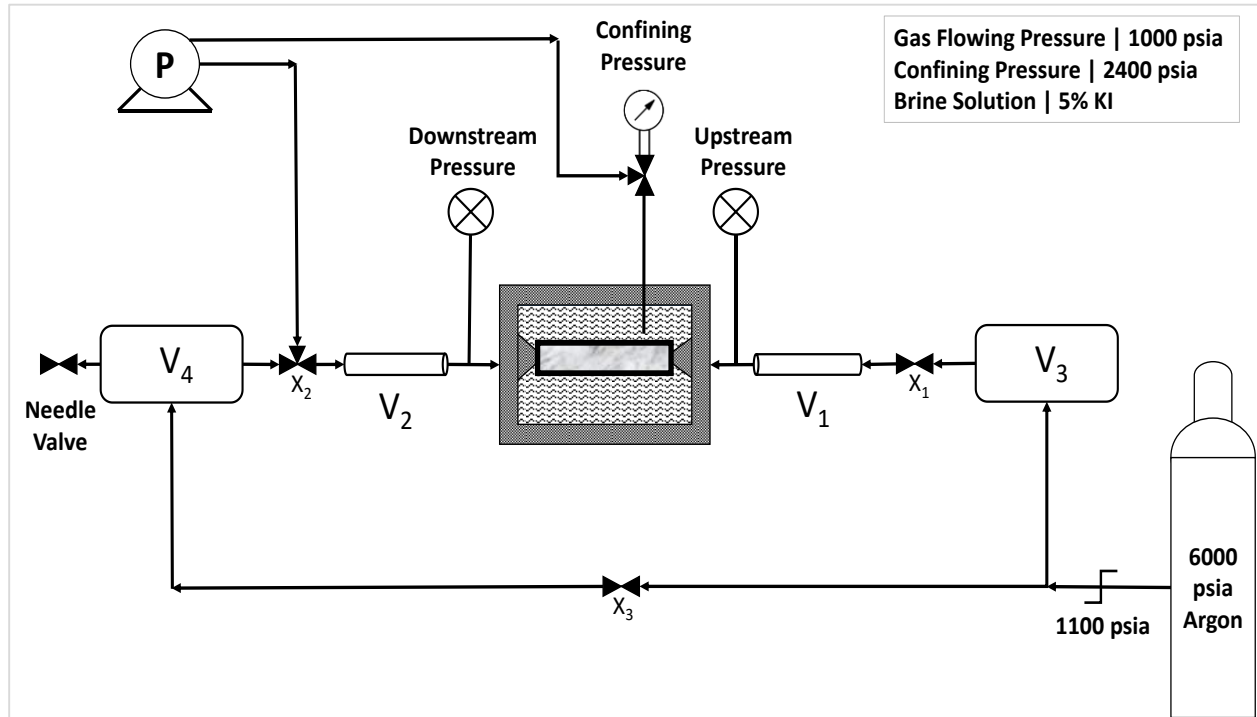 P
Confining
Pressure
Gas Flowing Pressure | 1000 psia
Confining Pressure | 2400 psia
Brine Solution | 5% KI
Downstream
Pressure
Upstream
Pressure
V₄
X₂
V₂
V₁
X₁
V₃
Needle
Valve
X₃
1100 psia
6000
psia
Argon